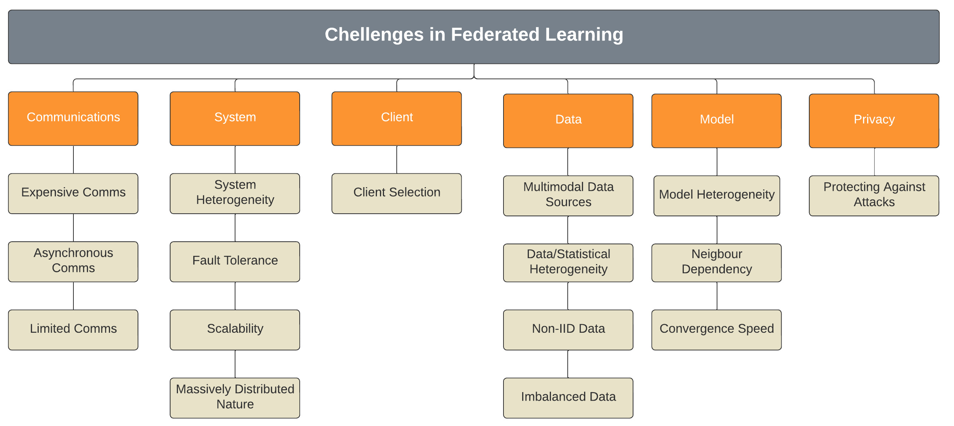 Chellenges in Federated Learning
Communications
System
Client
Data
Model
Privacy
Expensive Comms
System
Heterogeneity
Client Selection
Multimodal Data
Sources
Model Heterogeneity
Protecting Against
Attacks
Asynchronous
Comms
Fault Tolerance
Data/Statistical
Heterogeneity
Neigbour
Dependency
Limited Comms
Scalability
Non-IID Data
Convergence Speed
Massively Distributed
Nature
Imbalanced Data